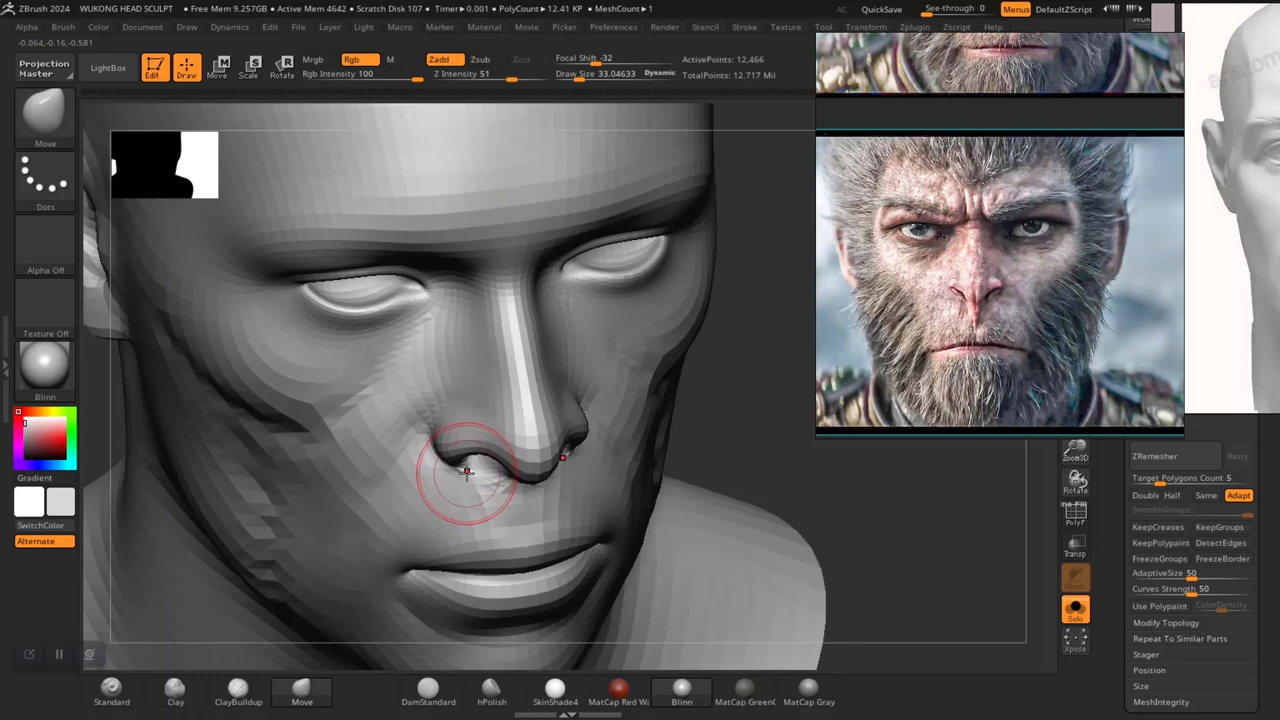 ZBrush 2024
WUKONG HEAD SCULPT
● Free Mem 9.257GB ● Active Mem 4642 ● Scratch Disk 107 ● Timer▶0.001 ● PolyCount▶12.41 KP ● MeshCount▶1
AC
QuickSave
See-through 0
Menus
DefaultZScript
Alpha Brush Color Document Draw Dynamics Edit File Layer Light Macro Marker Material Movie Picker Preferences Render Stencil Stroke Texture Tool Transform Zplugin Zscript Help
-0.064,-0.16,-0.581
Projection Master
LightBox
Edit
Draw
Move
Scale
Rotate
Mrgb Rgb M
Rgb Intensity 100
Zadd Zsub Zcut
Z Intensity 51
Focal Shift -32
Draw Size 33.04633 Dynamic
ActivePoints: 12,466
TotalPoints: 12.717 Mil
Move
Dots
Alpha Off
Texture Off
Blinn
Gradient
SwitchColor
Alternate
Zoom3D
Rotate
PolyF
Transp
Ghost
Solo
Xpose
ZRemesher
Retry
Target Polygons Count 5
Half Same Adapt
SmoothGroups
KeepCreases KeepGroups
KeepPolypaint DetectEdges
FreezeGroups FreezeBorder
AdaptiveSize 50
Curves Strength 50
Use Polypaint ColorDensity
Modify Topology
Repeat To Similar Parts
Stager
Position
Size
MeshIntegrity
Standard
Clay
ClayBuildup
Move
DamStandard
hPolish
SkinShade4
MatCap Red
Blinn
MatCap Gray